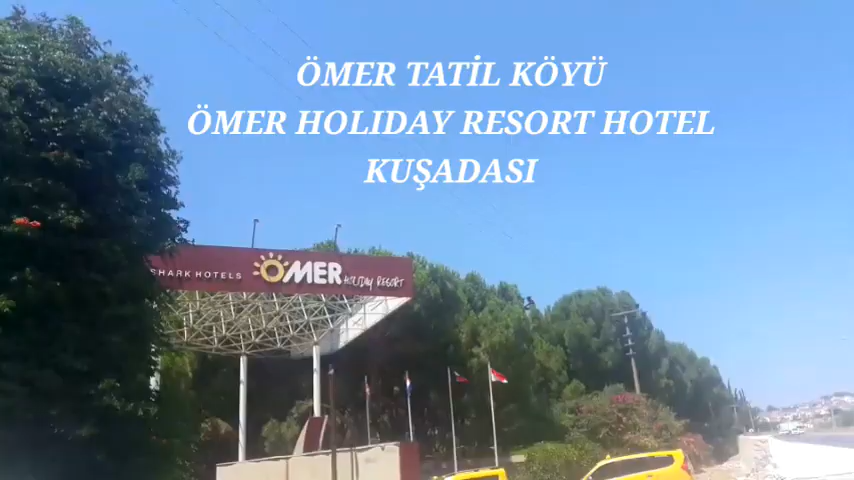 ÖMER TATİL KÖYÜ
ÖMER HOLIDAY RESORT HOTEL
KUŞADASI
SHARK HOTELS ÖMER HOLIDAY RESORT